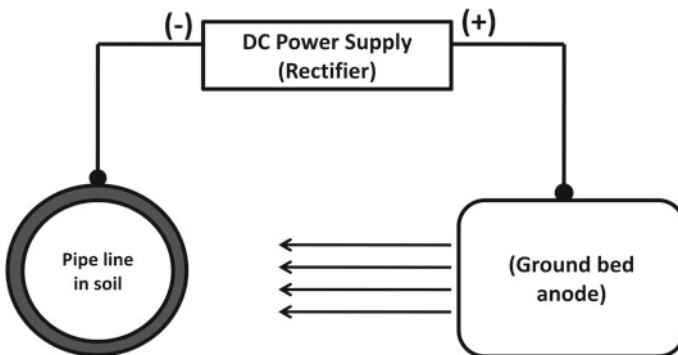 (-)
DC Power Supply
(Rectifier)
(+)
Pipe line
in soil
(Ground bed
anode)